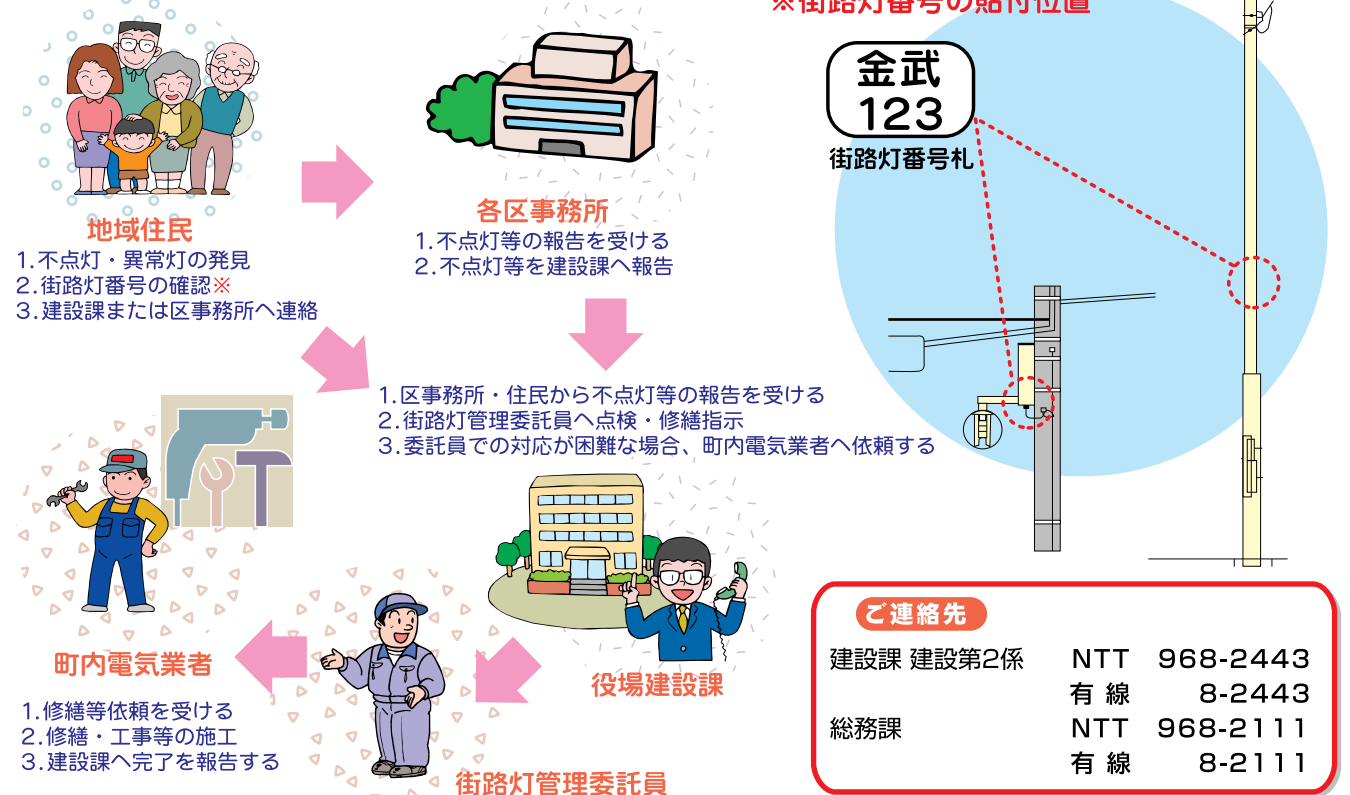 ※街路灯番号の貼付位置
金武
123
街路灯番号札
地域住民
1.不点灯・異常灯の発見
2.街路灯番号の確認※
3.建設課または区事務所へ連絡
各区事務所
1.不点灯等の報告を受ける
2.不点灯等を建設課へ報告
1.区事務所・住民から不点灯等の報告を受ける
2.街路灯管理委託員へ点検・修繕指示
3.委託員での対応が困難な場合、町内電気業者へ依頼する
役場建設課
街路灯管理委託員
町内電気業者
1.修繕等依頼を受ける
2.修繕・工事等の施工
3.建設課へ完了を報告する
ご連絡先
建設課 建設第2係 NTT 968-2443
有線 8-2443
総務課 NTT 968-2111
有線 8-2111